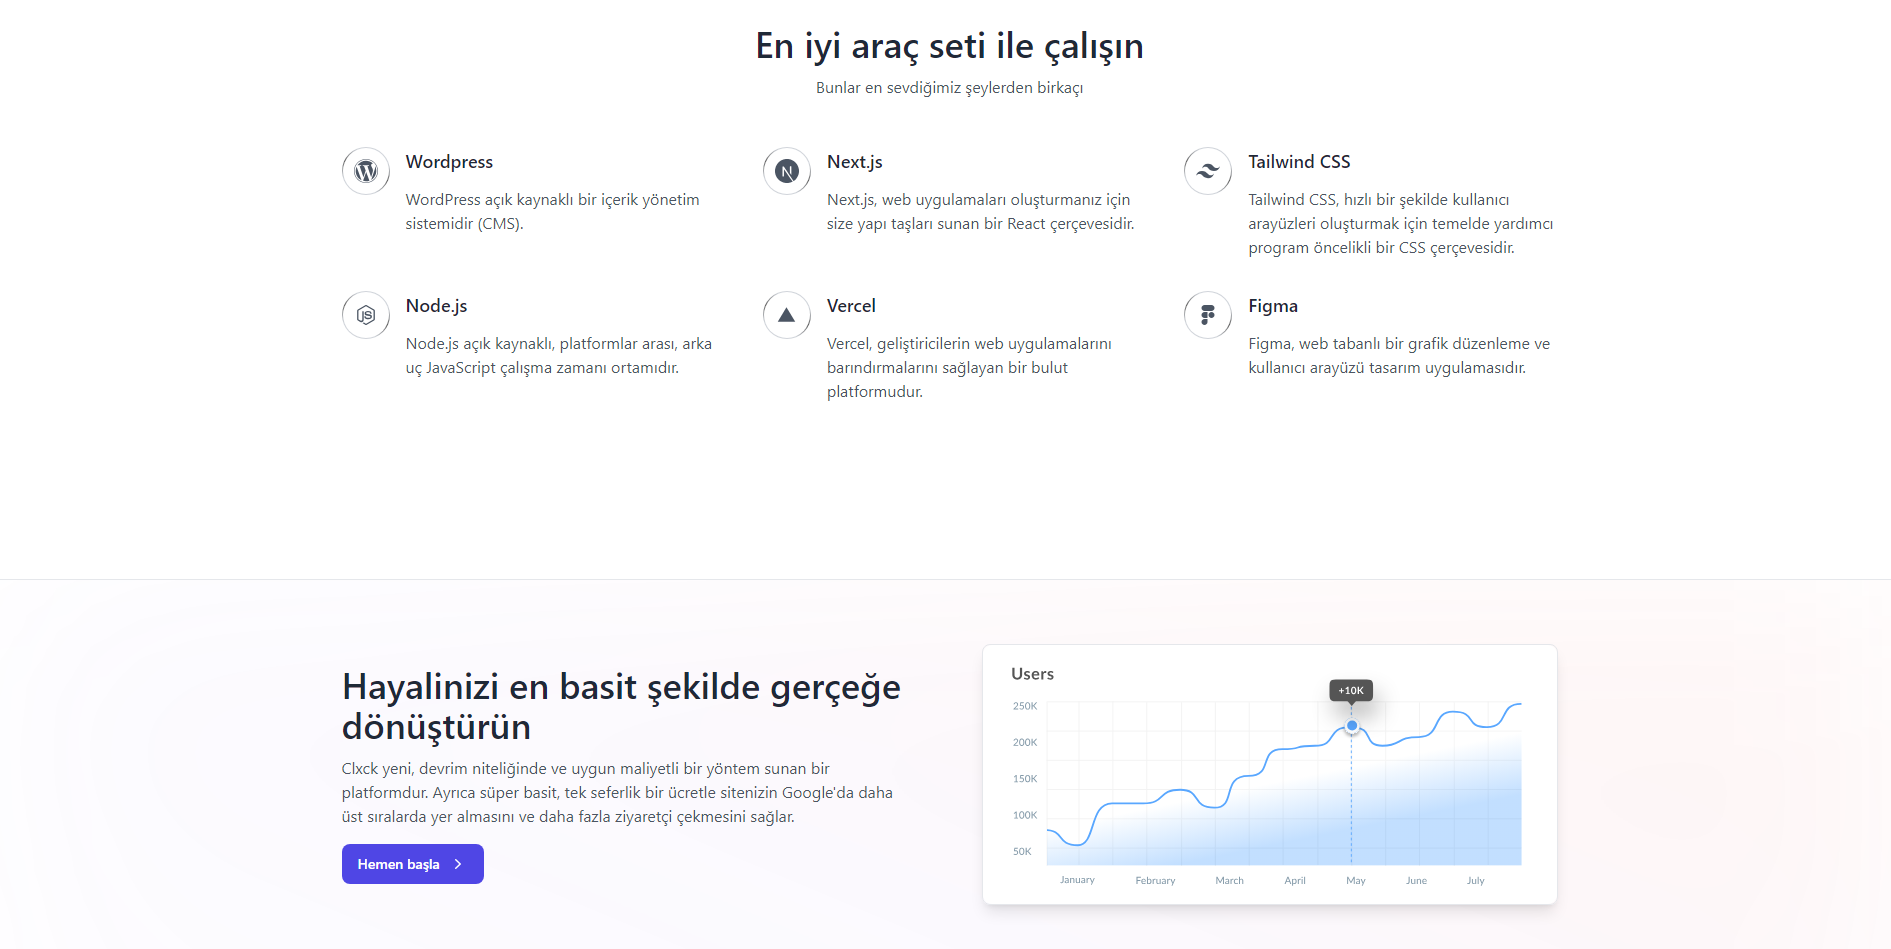 En iyi araç seti ile çalışın
Bunlar en sevdiğimiz şeylerden birkaçı
Wordpress
WordPress açık kaynaklı bir içerik yönetim
sistemidir (CMS).
Next.js
Next.js, web uygulamaları oluşturmanız için
size yapı taşları sunan bir React çerçevesidir.
Tailwind CSS
Tailwind CSS, hızlı bir şekilde kullanıcı
arayüzleri oluşturmak için temelde yardımcı
program öncelikli bir CSS çerçevesidir.
Node.js
Node.js açık kaynaklı, platformlar arası, arka
uç JavaScript çalışma zamanı ortamıdır.
Vercel
Vercel, geliştiricilerin web uygulamalarını
barındırmalarını sağlayan bir bulut
platformudur.
Figma
Figma, web tabanlı bir grafik düzenleme ve
kullanıcı arayüzü tasarım uygulamasıdır.
Hayalinizi en basit şekilde gerçeğe
dönüştürün
Clxck yeni, devrim niteliğinde ve uygun maliyetli bir yöntem sunan bir
platformdur. Ayrıca süper basit, tek seferlik bir ücretle sitenizin Google'da daha
üst sıralarda yer almasını ve daha fazla ziyaretçi çekmesini sağlar.
Hemen başla
Users
+10K
250K
200K
150K
100K
50K
January February March April May June July